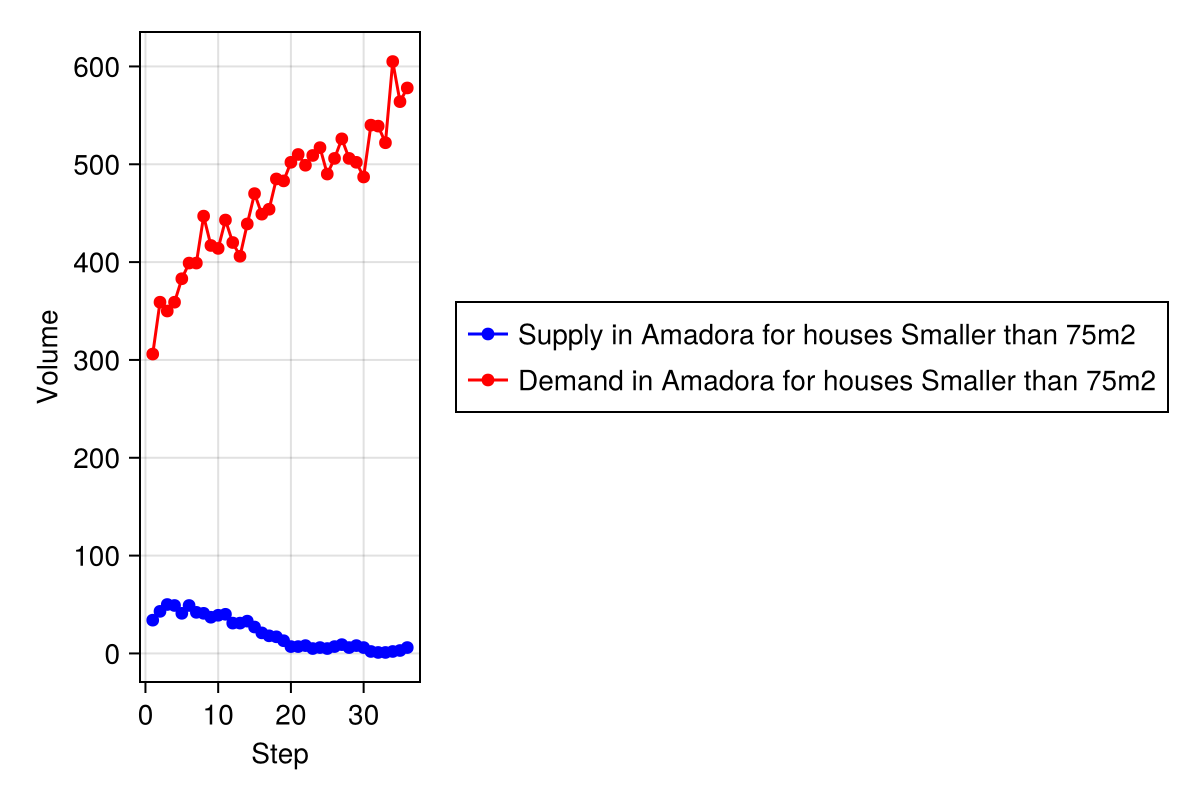 600
500
400
300
200
100
0
Volume
0 10 20 30
Step
Supply in Amadora for houses Smaller than 75m2
Demand in Amadora for houses Smaller than 75m2